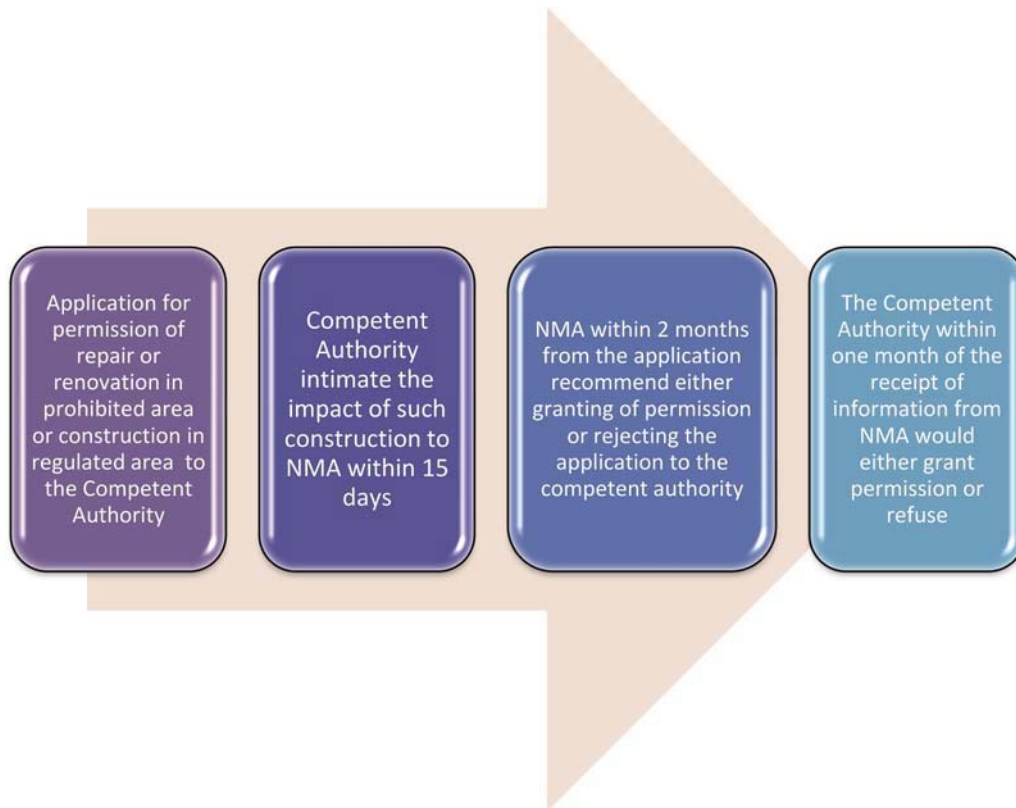 Application for
permission of
repair or
renovation in
prohibited area
or construction in
regulated area to
the Competent
Authority
Competent
Authority
intimate the
impact of such
construction to
NMA within 15
days
NMA within 2 months
from the application
recommend either
granting of permission
or rejecting the
application to the
competent authority
The Competent
Authority within
one month of the
receipt of
information from
NMA would
either grant
permission or
refuse